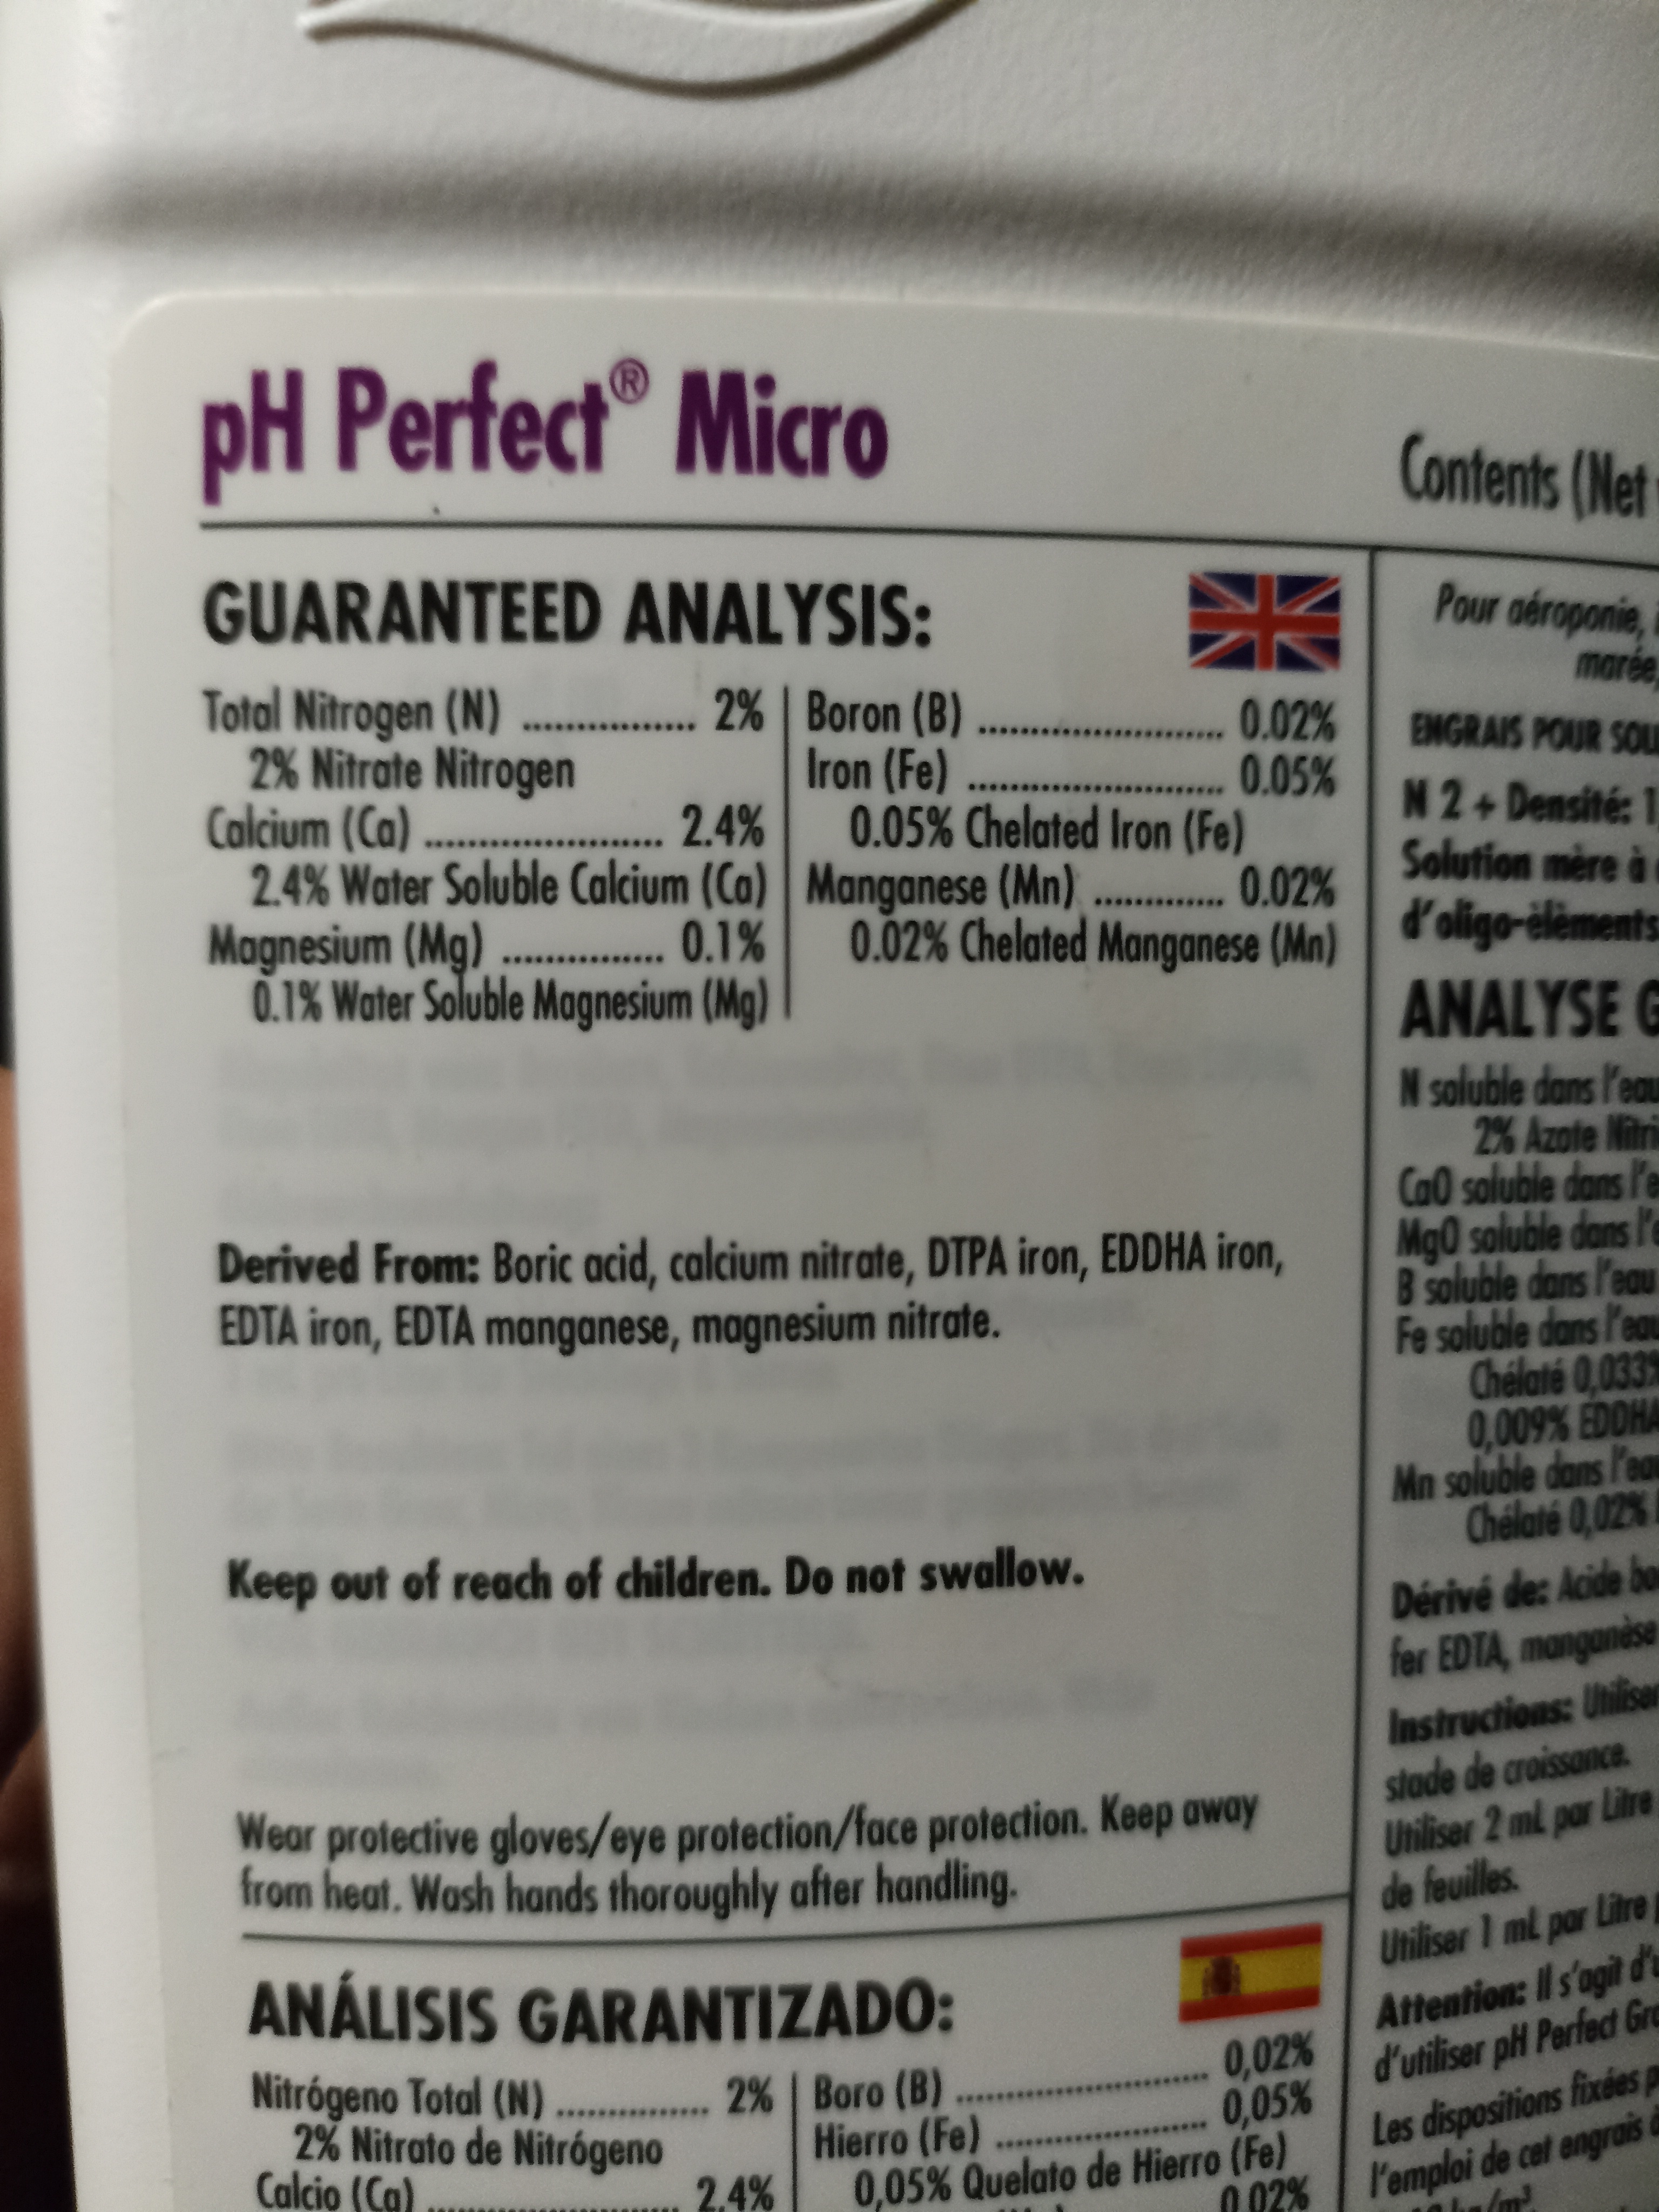 pH Perfect® Micro
Contents (Net
GUARANTEED ANALYSIS:
Total Nitrogen (N) ................ 2%
2% Nitrate Nitrogen
Calcium (Ca) ...................... 2.4%
2.4% Water Soluble Calcium (Ca)
Magnesium (Mg) ............... 0.1%
0.1% Water Soluble Magnesium (Mg)
Boron (B) ....................... 0.02%
Iron (Fe) ........................ 0.05%
0.05% Chelated Iron (Fe)
Manganese (Mn) ............ 0.02%
0.02% Chelated Manganese (Mn)
Derived From: Boric acid, calcium nitrate, DTPA iron, EDDHA iron,
EDTA iron, EDTA manganese, magnesium nitrate.
Keep out of reach of children. Do not swallow.
Wear protective gloves/eye protection/face protection. Keep away
from heat. Wash hands thoroughly after handling.
ANÁLISIS GARANTIZADO:
Nitrógeno Total (N) .............. 2%
2% Nitrato de Nitrógeno
Calcio (Ca) ....................... 2.4%
Boro (B) ........................ 0,02%
Hierro (Fe) .................... 0,05%
0,05% Quelato de Hierro (Fe)
0,02%
Pour aéroponie,
marée,
ENGRAIS POUR SOL
N 2 + Densité: 1
Solution mère à
d'oligo-èlèments
ANALYSE G
N soluble dans l'eau
2% Azote Nitri
CaO soluble dans l'e
MgO soluble dans l'e
B soluble dans l'eau
Fe soluble dans l'eau
Chélaté 0,033%
0,009% EDDHA
Mn soluble dans l'eau
Chélaté 0,02%
Dérivé de: Acide bo
fer EDTA, manganèse
Instructions: Utiliser
stade de croissance.
Utiliser 2 mL par Litre
de feuilles.
Utiliser 1 mL par Litre
Attention: Il s'agit d'u
d'utiliser pH Perfect Gro
Les dispositions fixées p
l'emploi de cet engrais
kg/m³